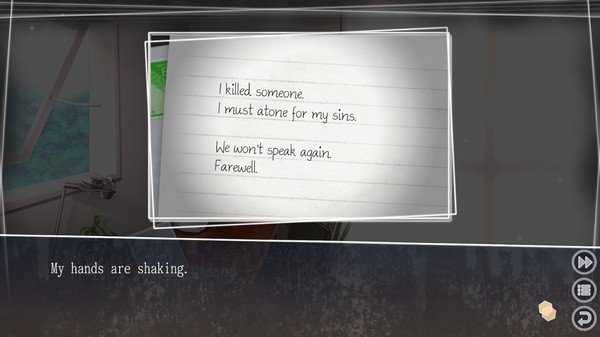 I killed someone.
I must atone for my sins.
We won't speak again.
Farewell.
My hands are shaking.